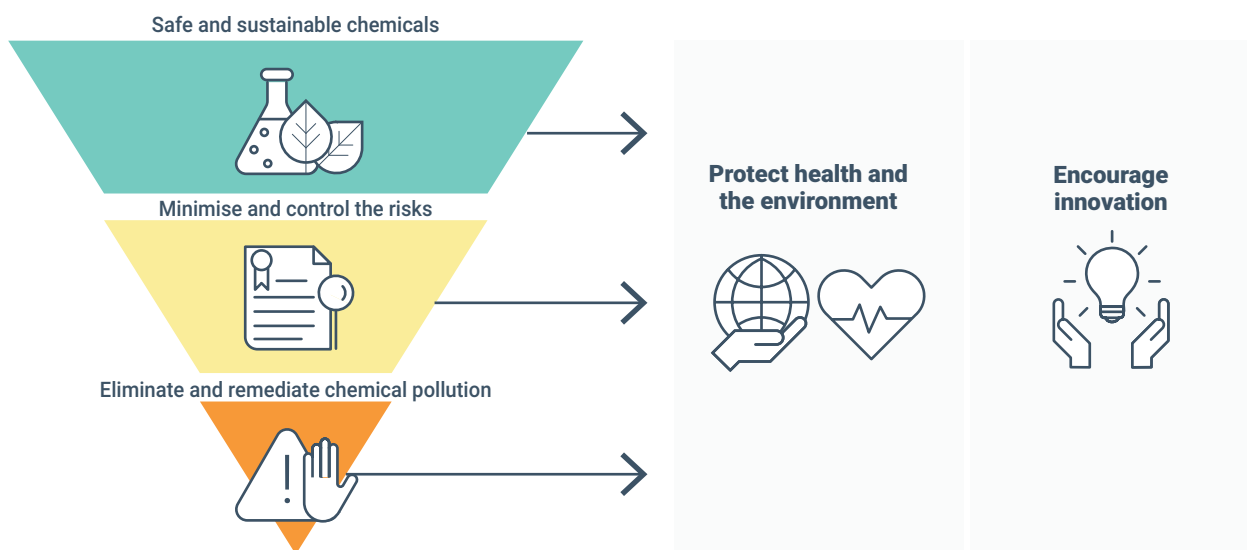 Safe and sustainable chemicals
Minimise and control the risks
Eliminate and remediate chemical pollution
Protect health and
the environment
Encourage
innovation